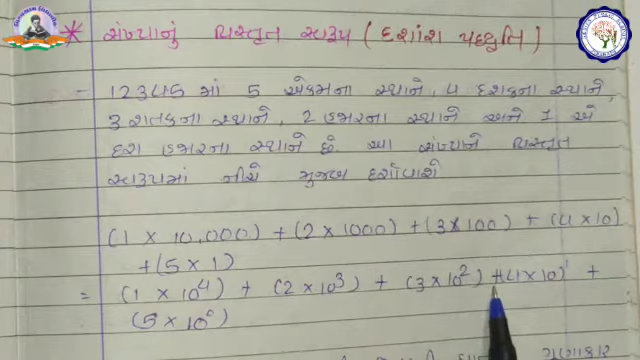 * સંખ્યાનું વિસ્તૃત સ્વરૂપ ( દશાંશ પદ્ધતિ )
- 12345 માં 5 એકમના સ્થાને, 4 દશકના સ્થાને,
3 શતકના સ્થાને, 2 હજારના સ્થાને અને 1 એ
દશ હજારના સ્થાને છે. આ સંખ્યાને વિસ્તૃત
સ્વરૂપમાં નીચે મુજબ દર્શાવાશે
(1 × 10,000) + (2 × 1000) + (3 × 100) + (4 × 10)
+ (5 × 1)
= (1 × 10⁴) + (2 × 10³) + (3 × 10²) + (4 × 10)¹ +
(5 × 10⁰)